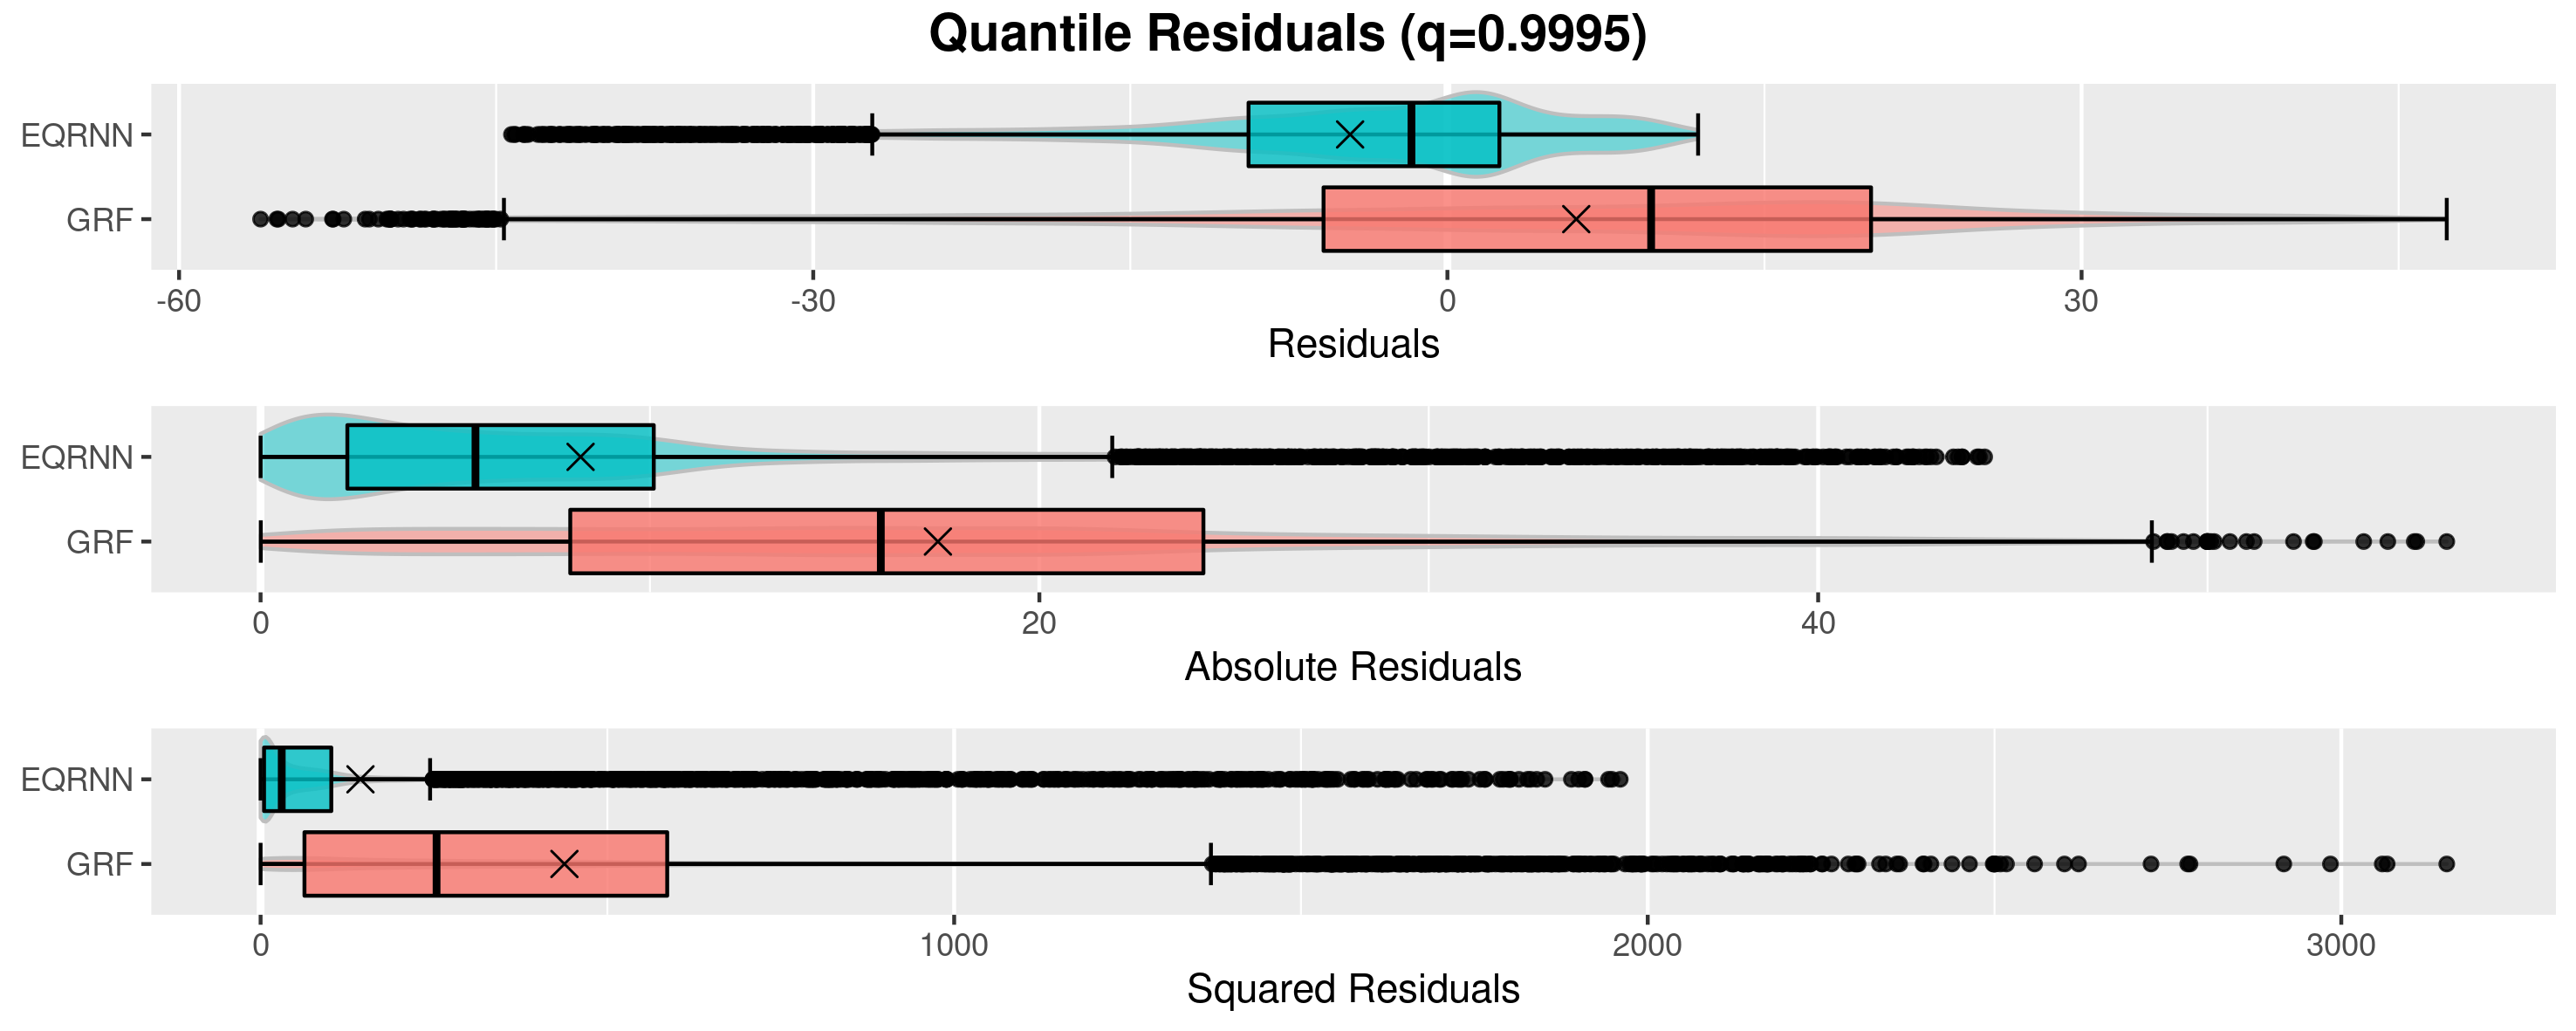 Quantile Residuals (q=0.9995)
EQRNN
GRF
-60 -30 0 30
Residuals
EQRNN
GRF
0 20 40
Absolute Residuals
EQRNN
GRF
0 1000 2000 3000
Squared Residuals